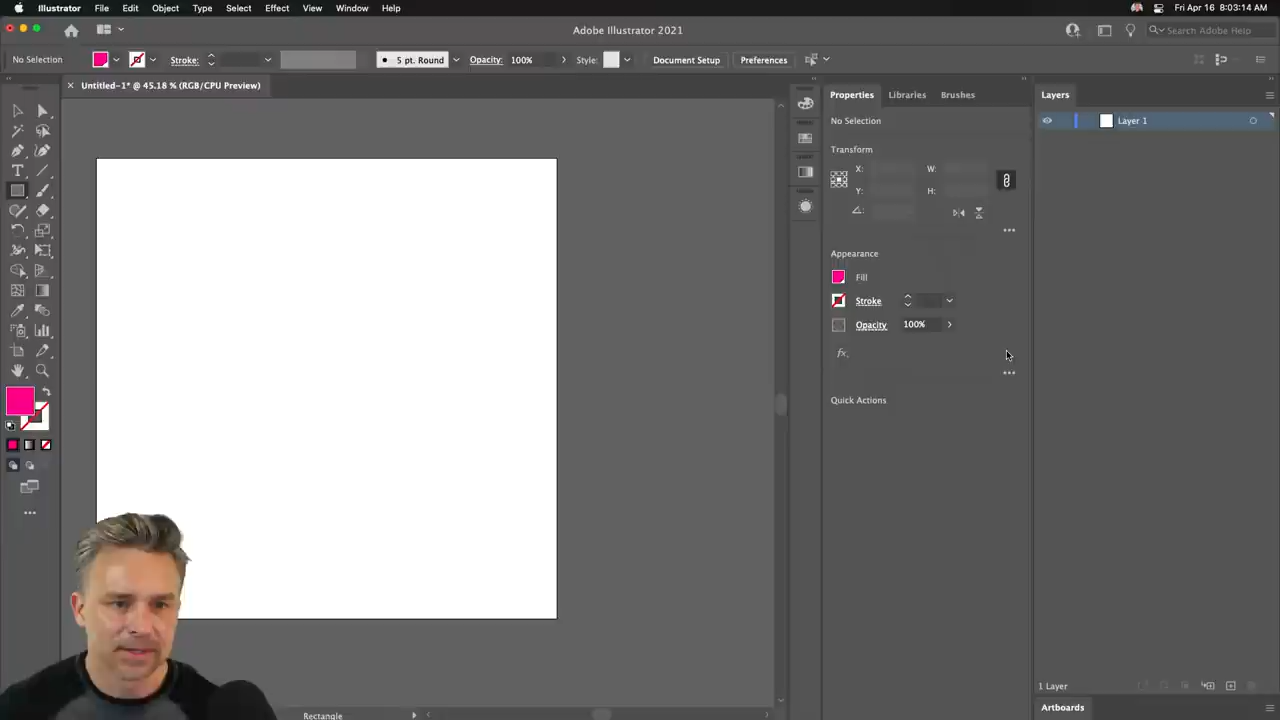 Illustrator File Edit Object Type Select Effect View Window Help Fri Apr 16 8:03:14 AM
Adobe Illustrator 2021 Search Adobe Help
No Selection Stroke: 5 pt. Round Opacity: 100% Style: Document Setup Preferences
× Untitled-1* @ 45.18 % (RGB/CPU Preview)
Properties Libraries Brushes Layers
No Selection Layer 1
Transform
X: W:
Y: H:
Appearance
Fill
Stroke
Opacity 100%
fx.
Quick Actions
1 Layer
Artboards
Rectangle